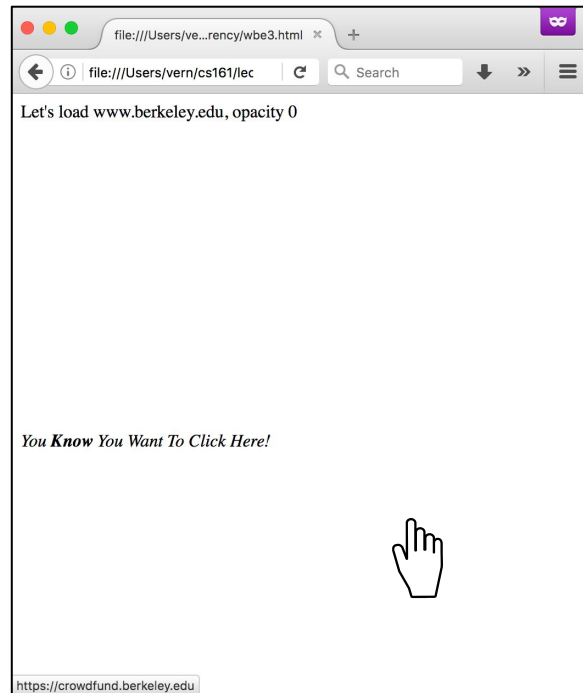 file:///Users/ve...rency/wbe3.html × +
file:///Users/vern/cs161/lec Search »
Let's load www.berkeley.edu, opacity 0
You Know You Want To Click Here!
https://crowdfund.berkeley.edu